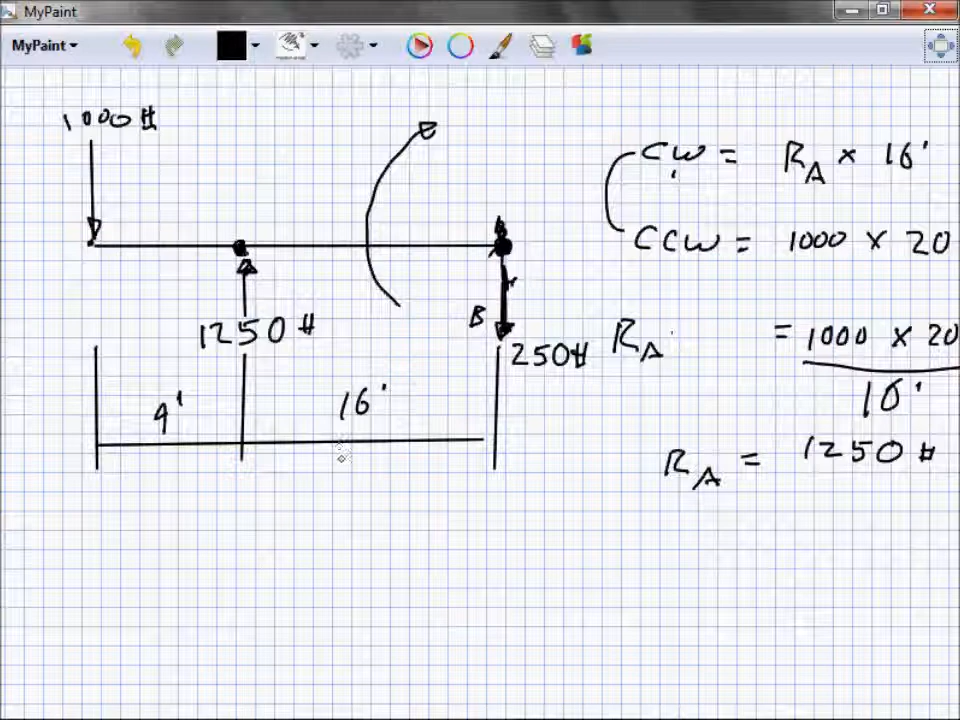 MyPaint
MyPaint
1000 #
CW = RA × 16'
CCW = 1000 × 20
1250 #
B
250#
RA = 1000 × 20
16'
4'
16'
RA = 1250 #